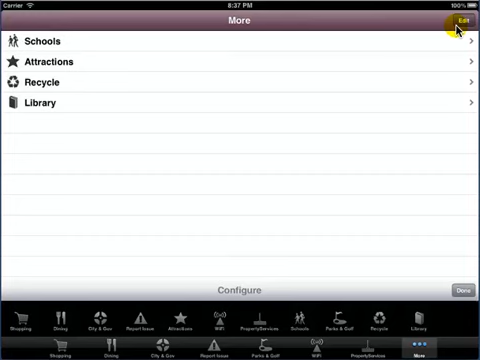 Carrier 8:37 PM 100%
More Edit
Schools
Attractions
Recycle
Library
Configure Done
Shopping Dining City & Gov Report Issue Attractions WiFi PropertyServices Schools Parks & Golf Recycle Library
Shopping Dining City & Gov Report Issue Parks & Golf WiFi PropertyServices More